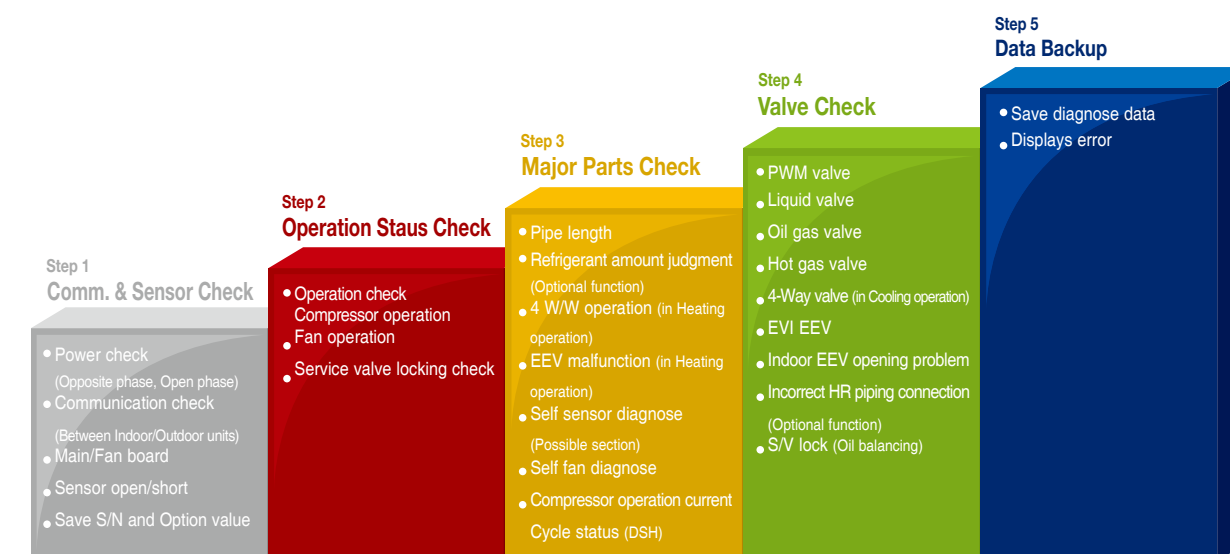 Step 1
Comm. & Sensor Check
• Power check
(Opposite phase, Open phase)
• Communication check
(Between Indoor/Outdoor units)
• Main/Fan board
• Sensor open/short
• Save S/N and Option value
Step 2
Operation Staus Check
• Operation check
Compressor operation
• Fan operation
• Service valve locking check
Step 3
Major Parts Check
• Pipe length
• Refrigerant amount judgment
(Optional function)
• 4 W/W operation (in Heating
operation)
• EEV malfunction (in Heating
operation)
• Self sensor diagnose
(Possible section)
• Self fan diagnose
• Compressor operation current
Cycle status (DSH)
Step 4
Valve Check
• PWM valve
• Liquid valve
• Oil gas valve
• Hot gas valve
• 4-Way valve (in Cooling operation)
• EVI EEV
• Indoor EEV opening problem
• Incorrect HR piping connection
(Optional function)
• S/V lock (Oil balancing)
Step 5
Data Backup
• Save diagnose data
• Displays error